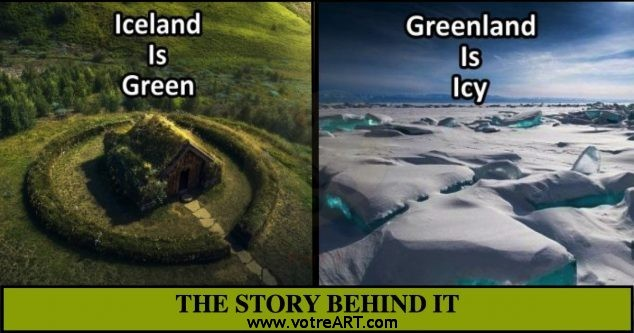 Iceland
Is
Green
Greenland
Is
Icy
THE STORY BEHIND IT
www.votreART.com